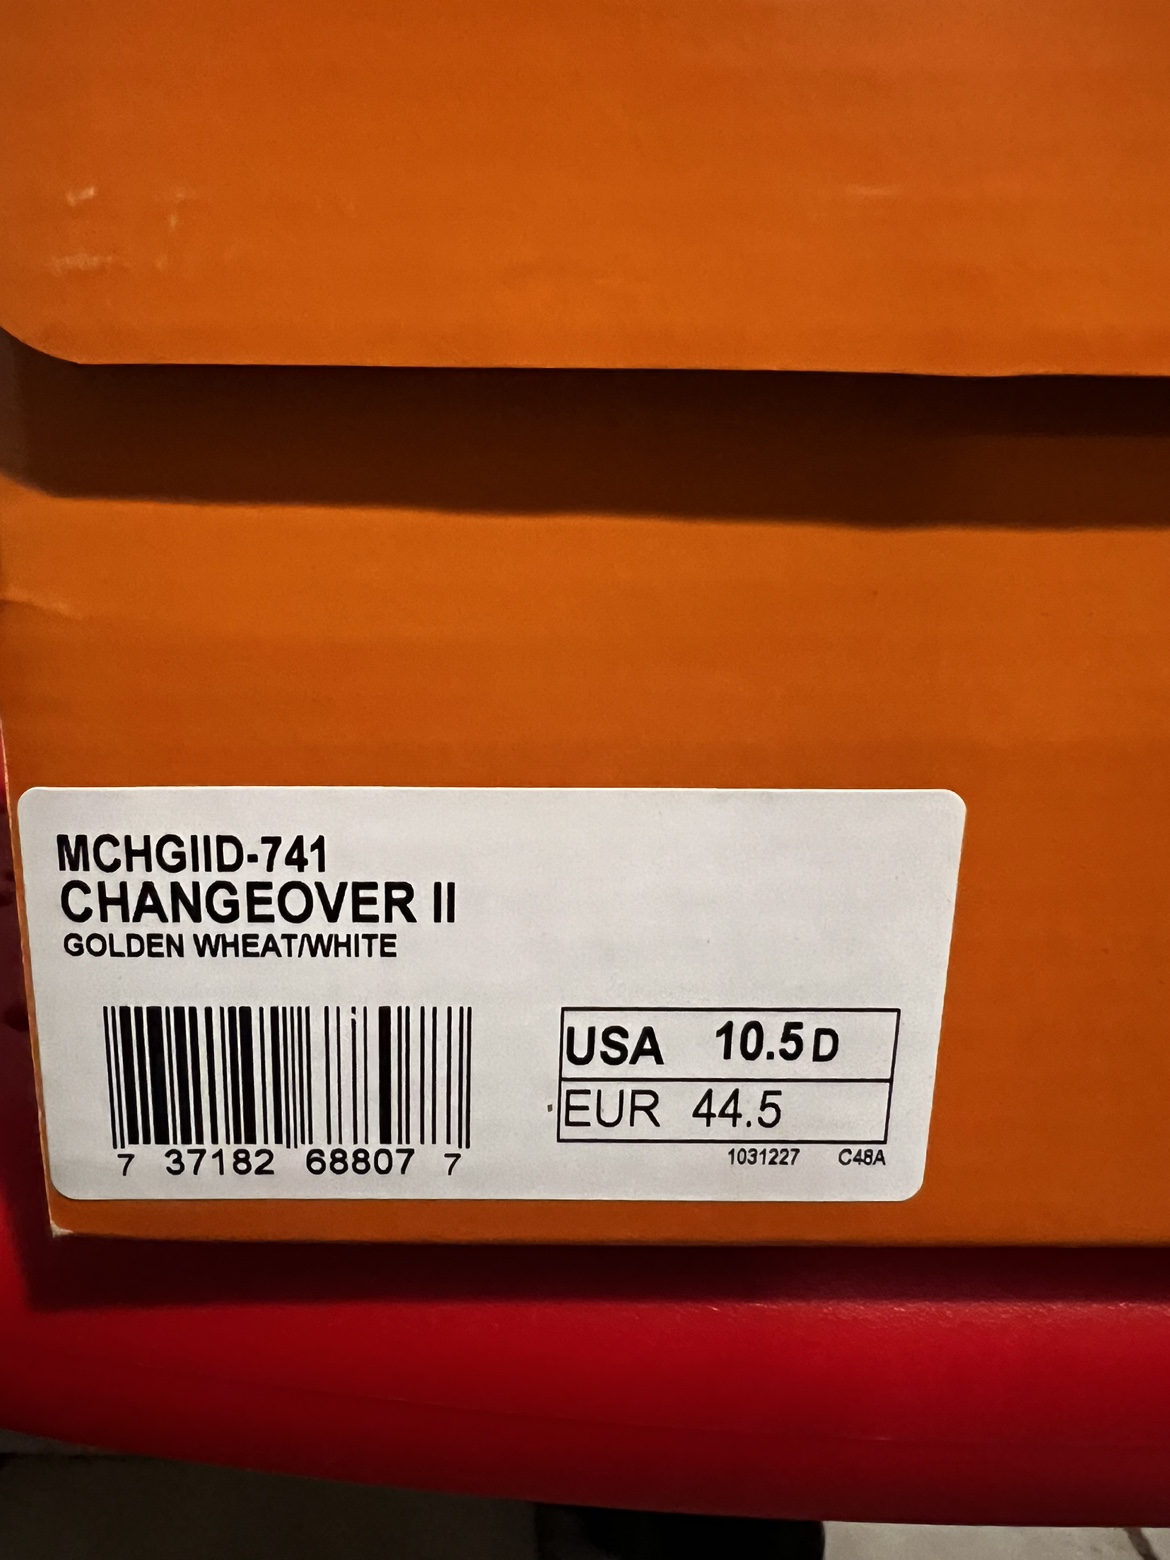 MCHGIID-741
CHANGEOVER II
GOLDEN WHEAT/WHITE
USA 10.5 D
EUR 44.5
7 37182 68807 7
1031227 C48A